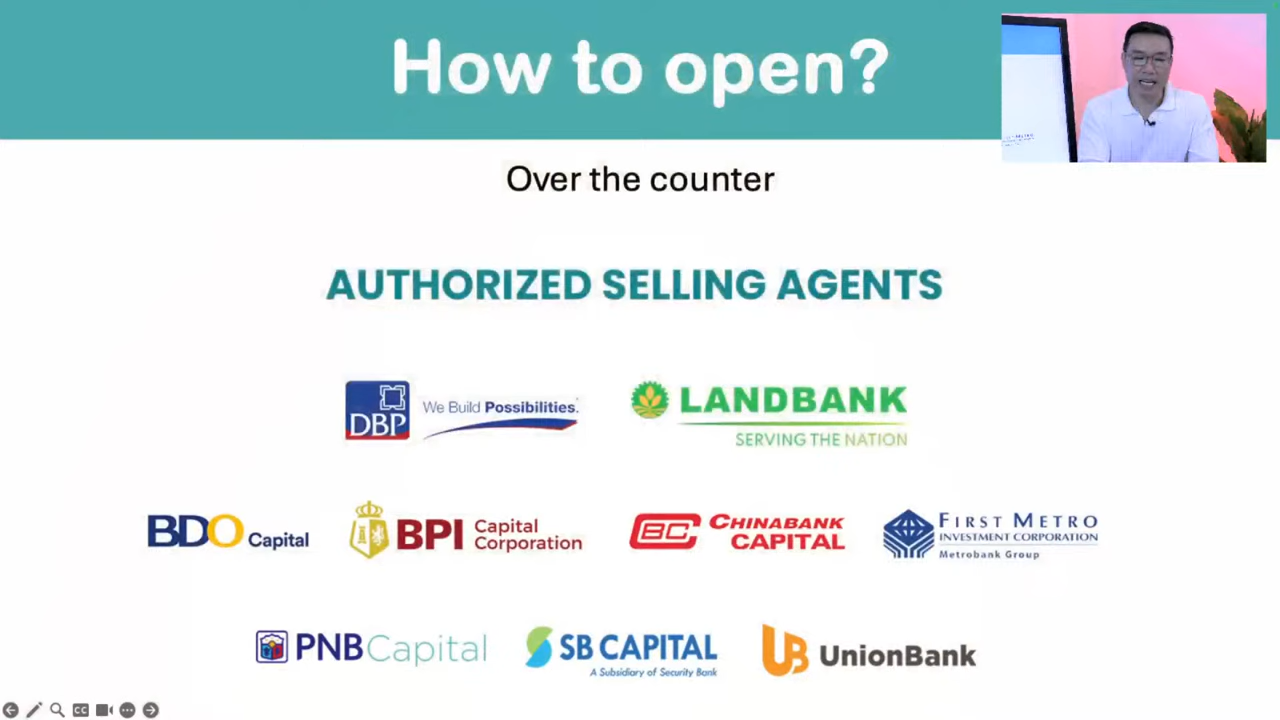 How to open?
Over the counter
AUTHORIZED SELLING AGENTS
DBP We Build Possibilities.
LANDBANK
SERVING THE NATION
BDO Capital
BPI Capital Corporation
CBC CHINABANK CAPITAL
FIRST METRO
INVESTMENT CORPORATION
Metrobank Group
PNB Capital
SB CAPITAL
A Subsidiary of Security Bank
UB UnionBank
CC